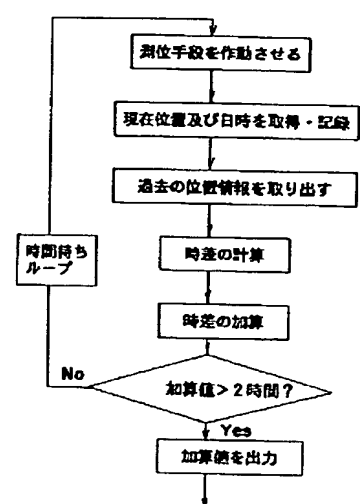 測位手段を作動させる
現在位置及び日時を取得・記録
過去の位置情報を取り出す
時間待ち
ループ
時差の計算
時差の加算
No
加算値＞2時間？
Yes
加算値を出力